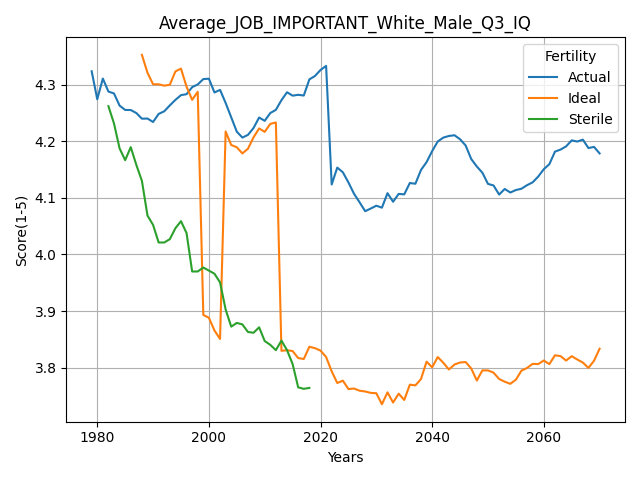 Average_JOB_IMPORTANT_White_Male_Q3_IQ
Fertility
Actual
Ideal
Sterile
Score(1-5)
4.3
4.2
4.1
4.0
3.9
3.8
1980
2000
2020
2040
2060
Years